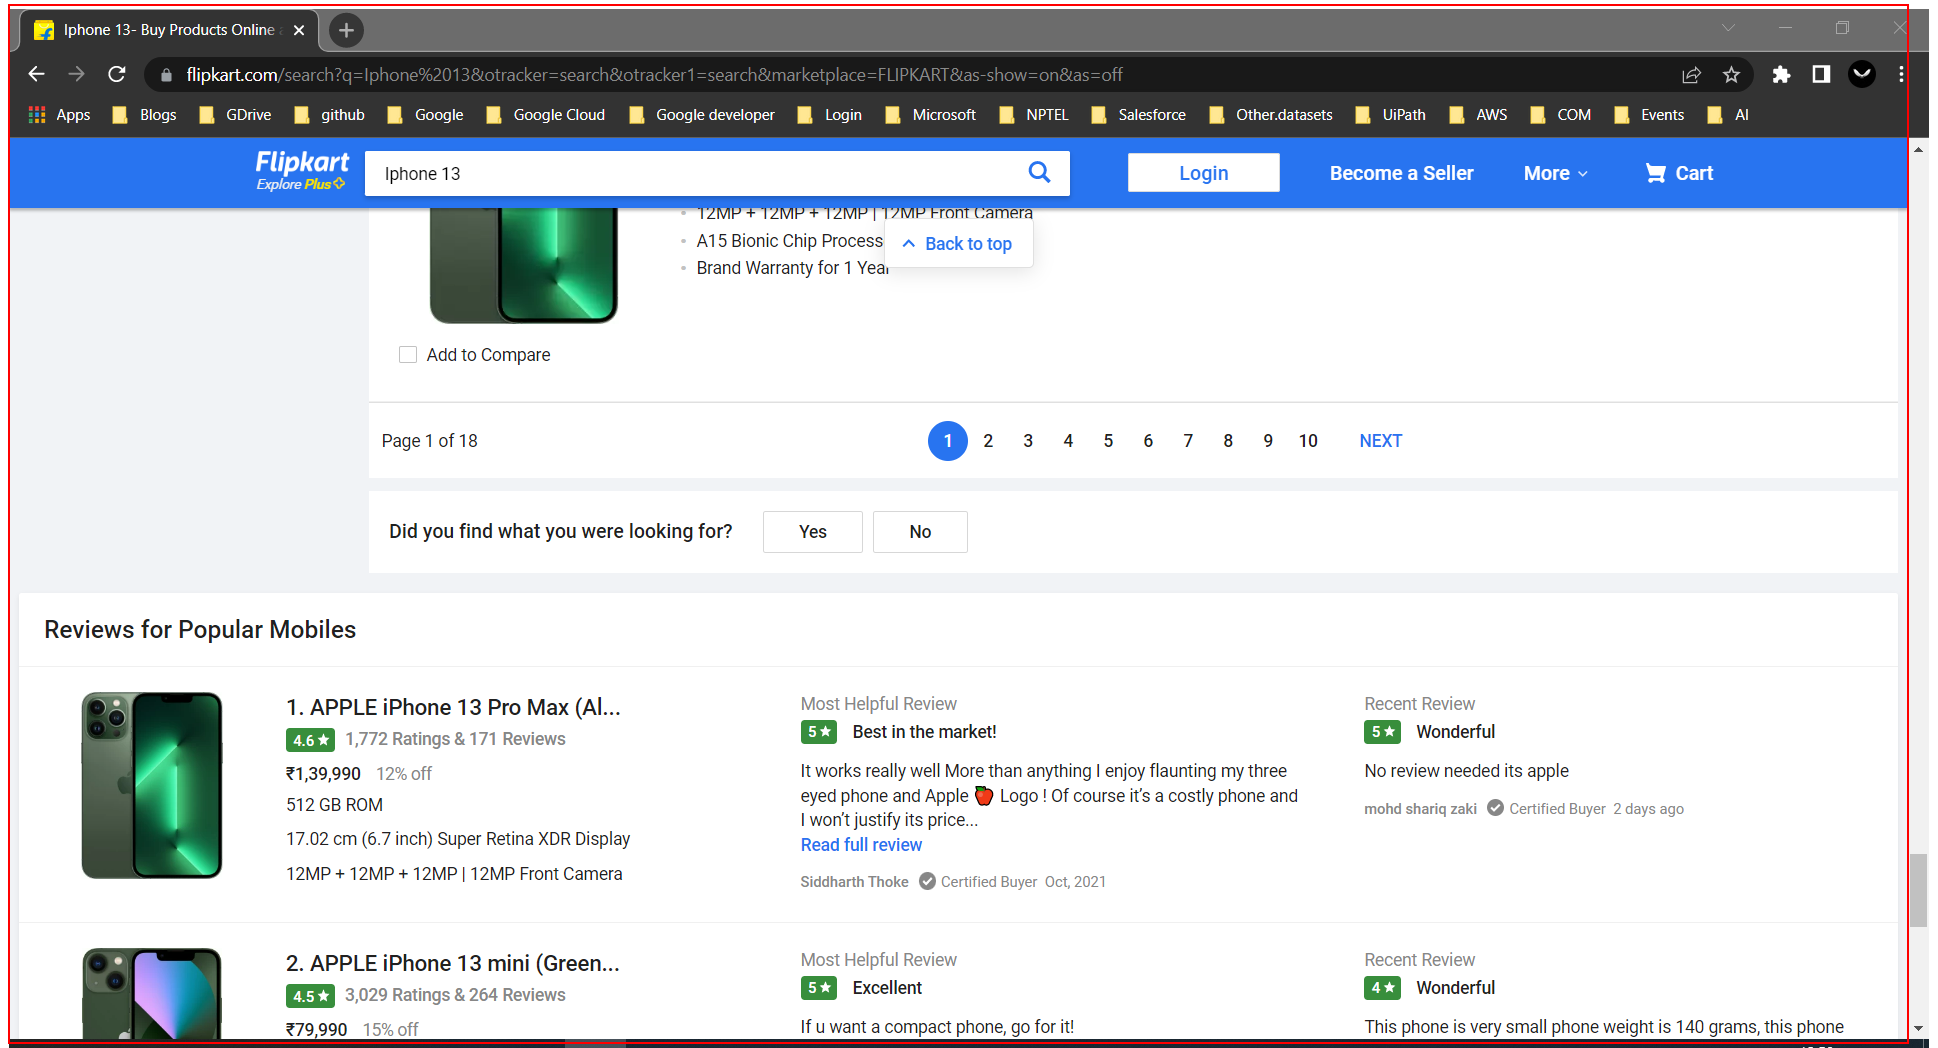 Iphone 13- Buy Products Online
flipkart.com/search?q=Iphone%2013&otracker=search&otracker1=search&marketplace=FLIPKART&as-show=on&as=off
Apps Blogs GDrive github Google Google Cloud Google developer Login Microsoft NPTEL Salesforce Other.datasets UiPath AWS COM Events AI
Flipkart
Explore Plus
Iphone 13
Login Become a Seller More Cart
12MP + 12MP + 12MP | 12MP Front Camera
A15 Bionic Chip Process
Back to top
Brand Warranty for 1 Year
Add to Compare
Page 1 of 18
1 2 3 4 5 6 7 8 9 10 NEXT
Did you find what you were looking for? Yes No
Reviews for Popular Mobiles
1. APPLE iPhone 13 Pro Max (Al...
4.6★ 1,772 Ratings & 171 Reviews
₹1,39,990 12% off
512 GB ROM
17.02 cm (6.7 inch) Super Retina XDR Display
12MP + 12MP + 12MP | 12MP Front Camera
Most Helpful Review
5★ Best in the market!
It works really well More than anything I enjoy flaunting my three
eyed phone and Apple 🍎 Logo ! Of course it's a costly phone and
I won't justify its price...
Read full review
Siddharth Thoke Certified Buyer Oct, 2021
Recent Review
5★ Wonderful
No review needed its apple
mohd shariq zaki Certified Buyer 2 days ago
2. APPLE iPhone 13 mini (Green...
4.5★ 3,029 Ratings & 264 Reviews
₹79,990 15% off
Most Helpful Review
5★ Excellent
If u want a compact phone, go for it!
Recent Review
4★ Wonderful
This phone is very small phone weight is 140 grams, this phone